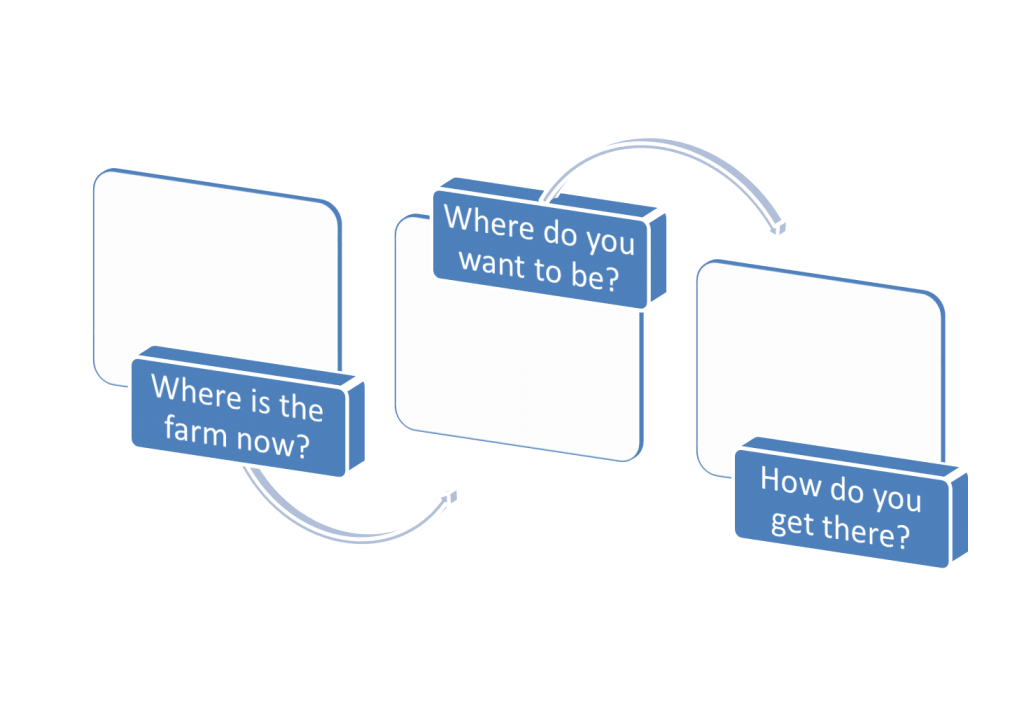 Where is the
farm now?
Where do you
want to be?
How do you
get there?